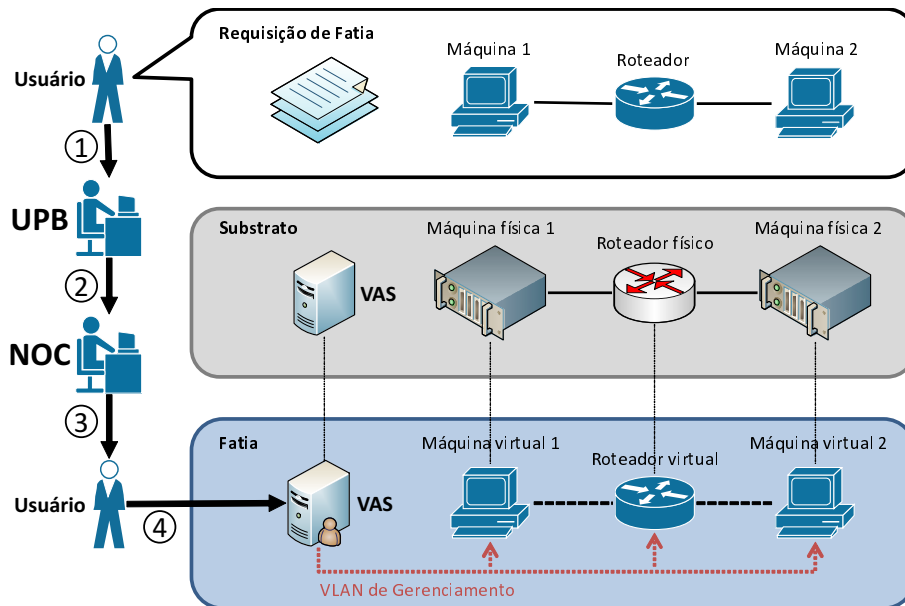 Requisição de Fatia
Máquina 1
Roteador
Máquina 2
Usuário
1
UPB
2
NOC
3
Usuário
4
Substrato
VAS
Máquina física 1
Roteador físico
Máquina física 2
Fatia
VAS
Máquina virtual 1
Roteador virtual
Máquina virtual 2
VLAN de Gerenciamento